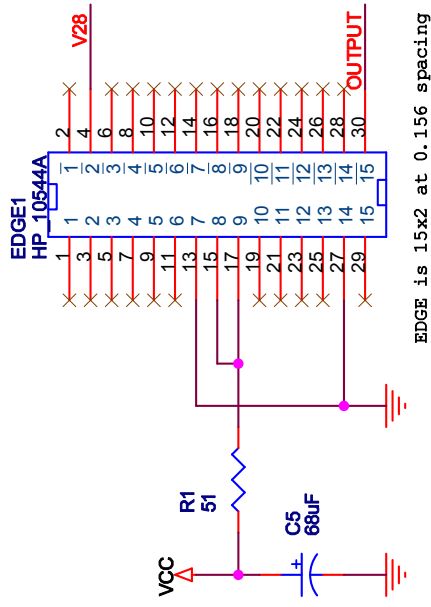 EDGE1
HP_10544A
1 1 1 2
3 2 2 4 V28
5 3 3 6
7 4 4 8
9 5 5 10
11 6 6 12
13 7 7 14
15 8 8 16
17 9 9 18
19 10 10 20
21 11 11 22
23 12 12 24
25 13 13 26
27 14 14 28
29 15 15 30 OUTPUT
VCC
R1
51
C5
68uF
+
EDGE is 15x2 at 0.156 spacing